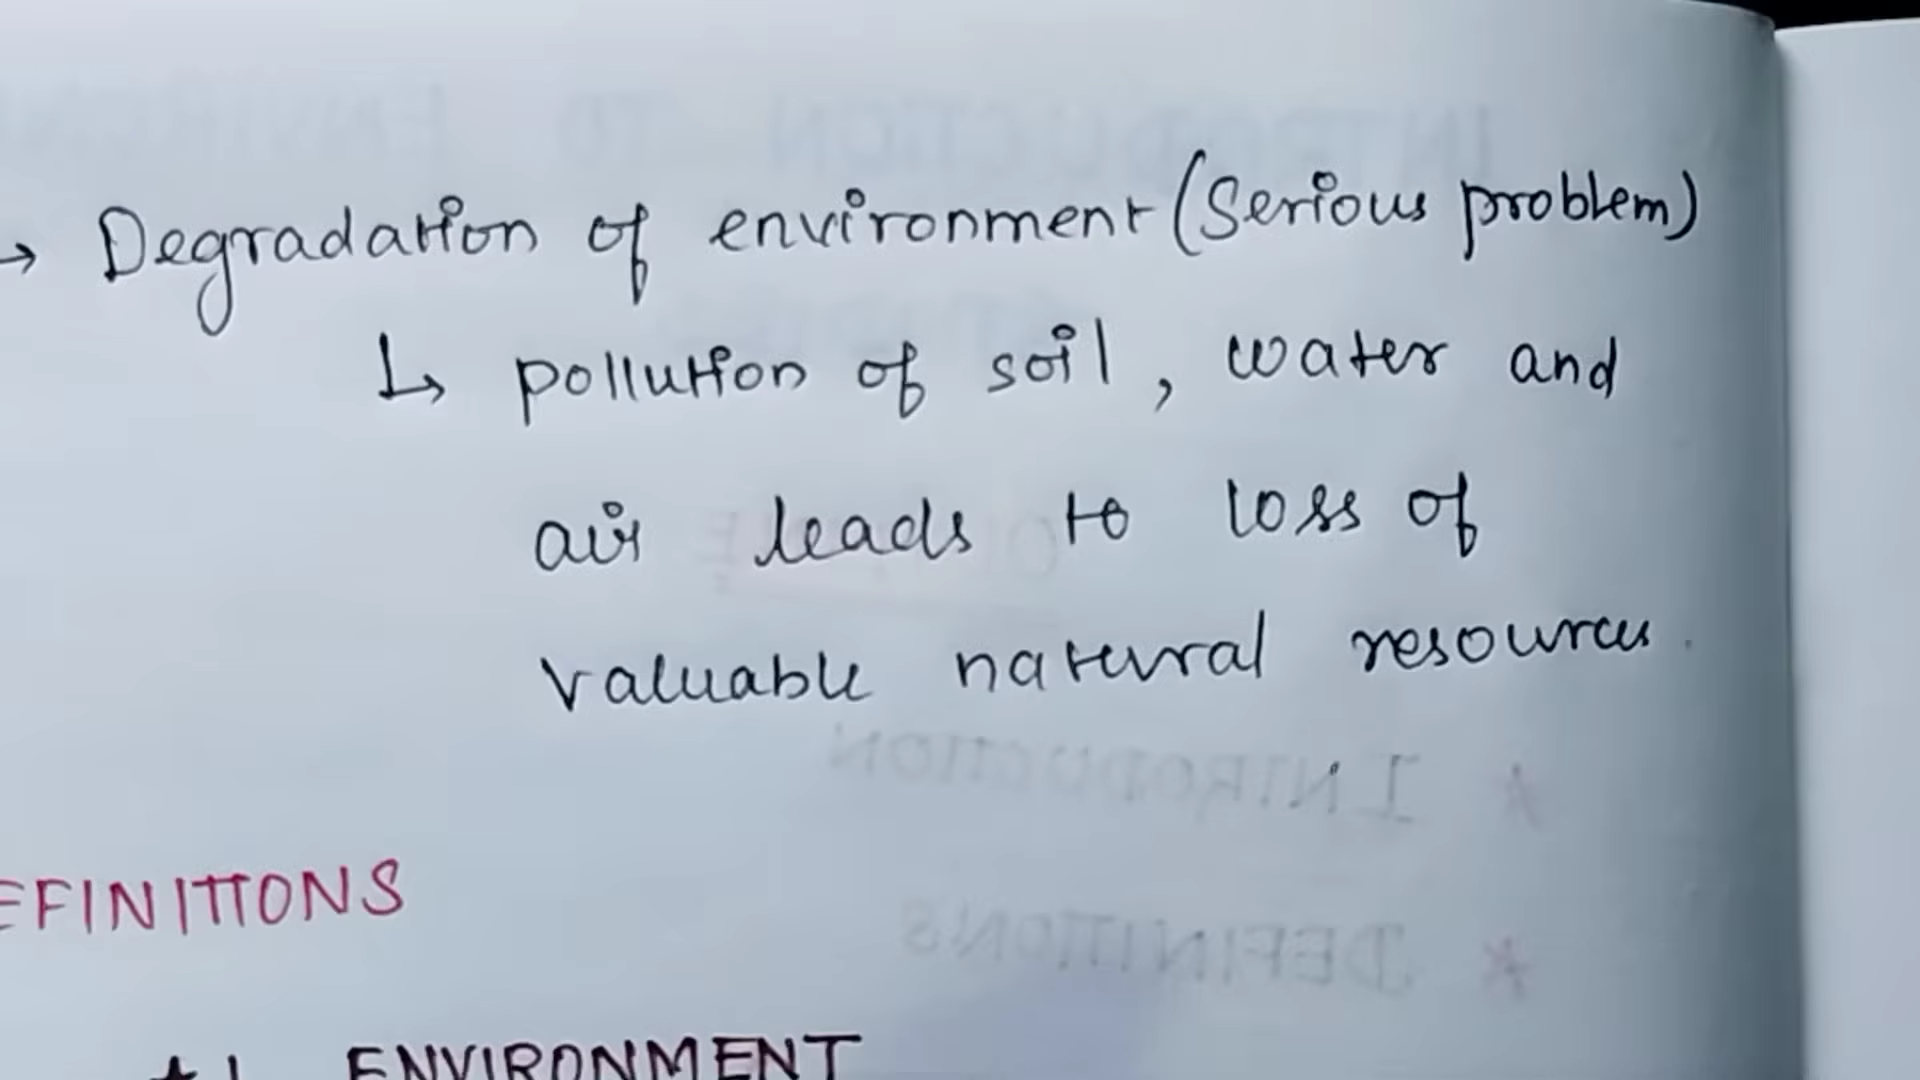 → Degradation of environment (Serious problem)
↳ pollution of soil, water and
air leads to loss of
valuable natural resources.
EFINITIONS
ENVIRONMENT